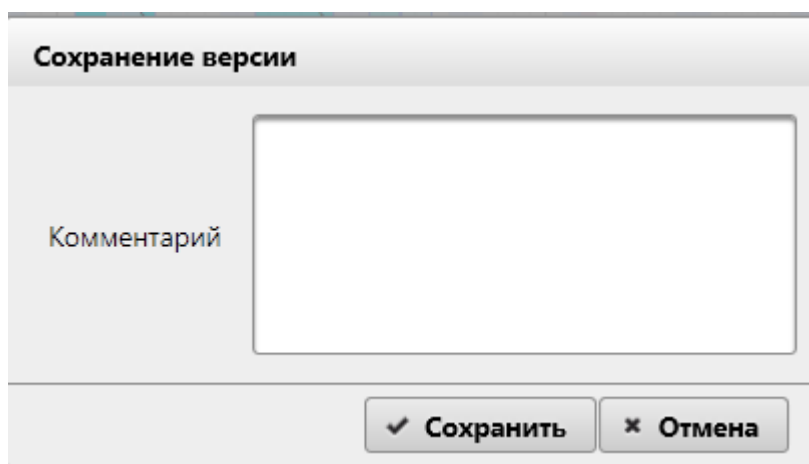 Сохранение версии
Комментарий
Сохранить
Отмена